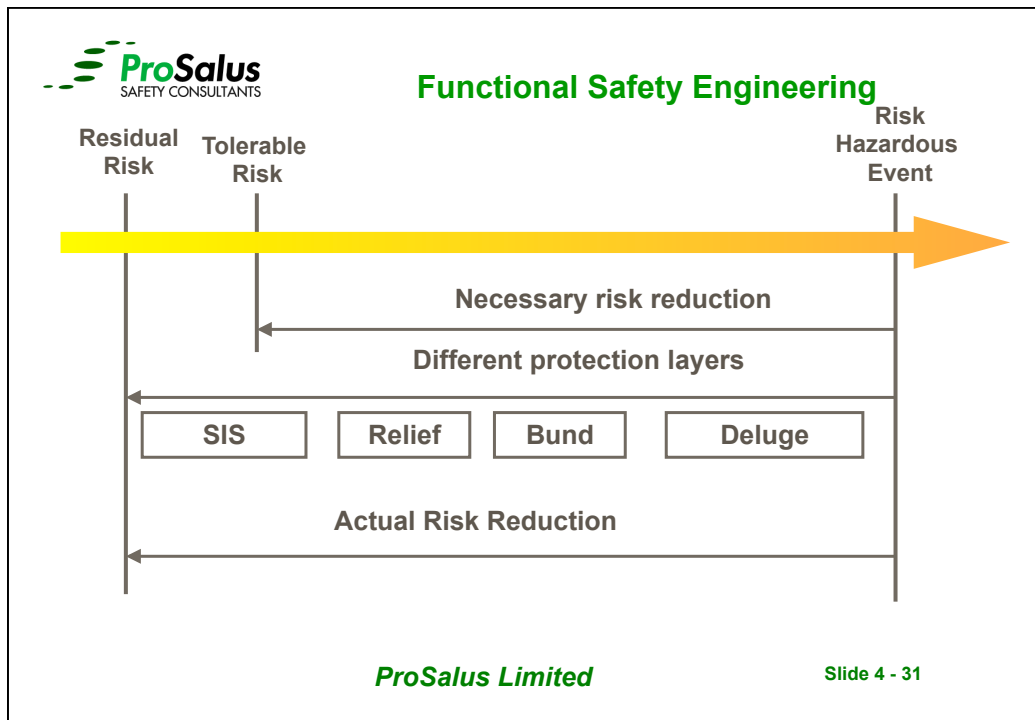 ProSalus
SAFETY CONSULTANTS
Functional Safety Engineering
Residual
Risk
Tolerable
Risk
Risk
Hazardous
Event
Necessary risk reduction
Different protection layers
SIS
Relief
Bund
Deluge
Actual Risk Reduction
ProSalus Limited
Slide 4 - 31